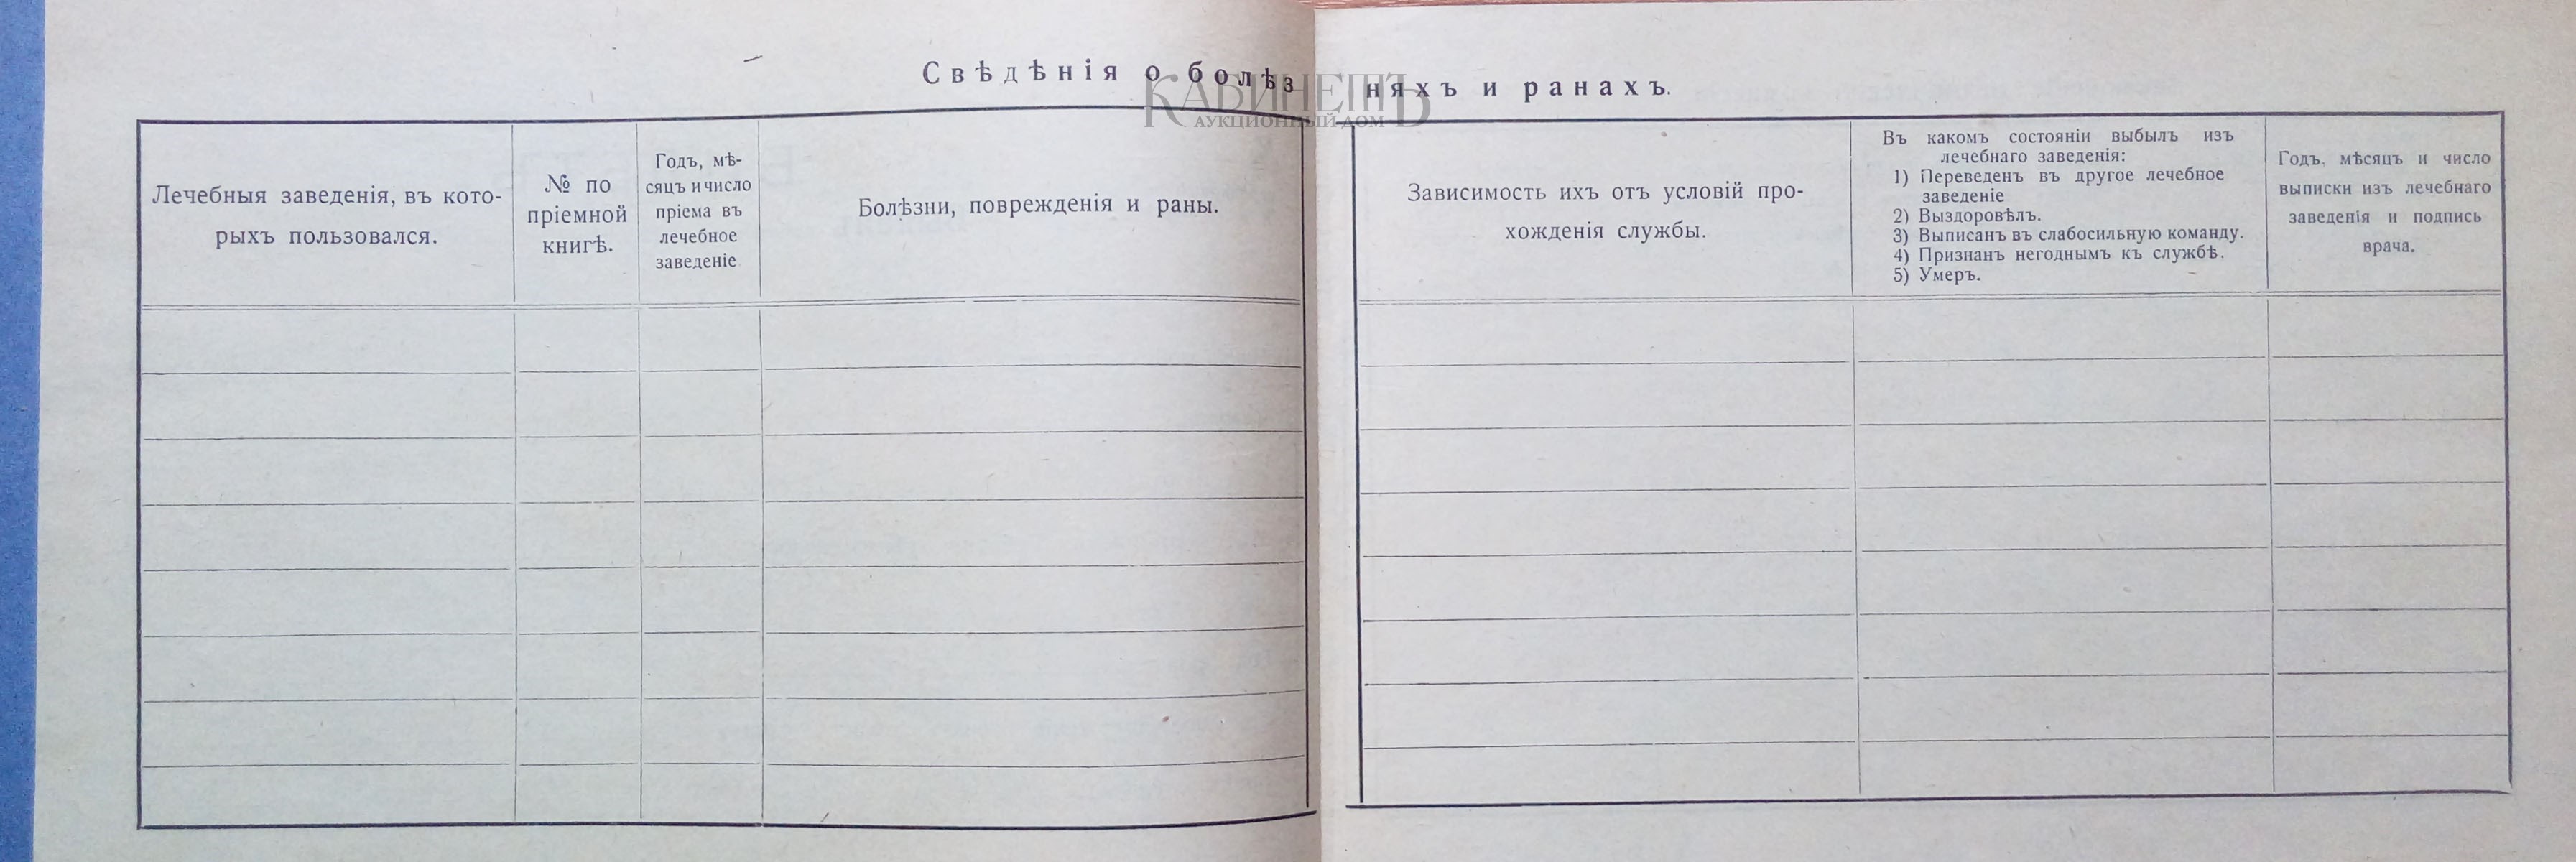 Свѣдѣнія о болѣзняхъ и ранахъ.
КАБИНЕТЪ
АУКЦИОННЫЙ ДОМ
Лечебныя заведенія, въ кото-
рыхъ пользовался.
№ по
пріемной
книгѣ.
Годъ, мѣ-
сяцъ и число
пріема въ
лечебное
заведеніе
Болѣзни, поврежденія и раны.
Зависимость ихъ отъ условій про-
хожденія службы.
Въ какомъ состояніи выбылъ изъ
лечебнаго заведенія:
1) Переведенъ въ другое лечебное
заведеніе
2) Выздоровѣлъ.
3) Выписанъ въ слабосильную команду.
4) Признанъ негоднымъ къ службѣ.
5) Умеръ.
Годъ, мѣсяцъ и число
выписки изъ лечебнаго
заведенія и подпись
врача.